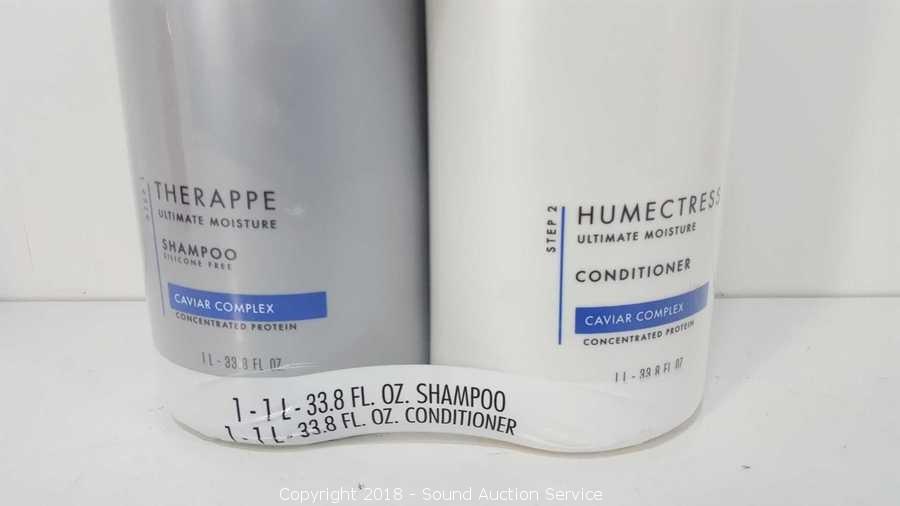 STEP 1
THERAPPE
ULTIMATE MOISTURE
SHAMPOO
SILICONE FREE
CAVIAR COMPLEX
CONCENTRATED PROTEIN
1 L - 33.8 FL OZ
STEP 2
HUMECTRESS
ULTIMATE MOISTURE
CONDITIONER
CAVIAR COMPLEX
CONCENTRATED PROTEIN
1 L - 33.8 FL OZ
1 - 1 L - 33.8 FL. OZ. SHAMPOO
1 - 1 L - 33.8 FL. OZ. CONDITIONER
Copyright 2018 - Sound Auction Service